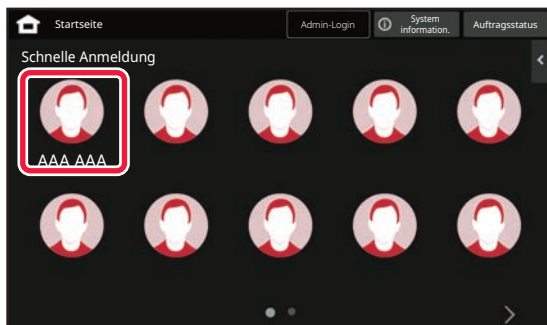 Startseite
Admin-Login
System
information.
Auftragsstatus
Schnelle Anmeldung
AAA AAA